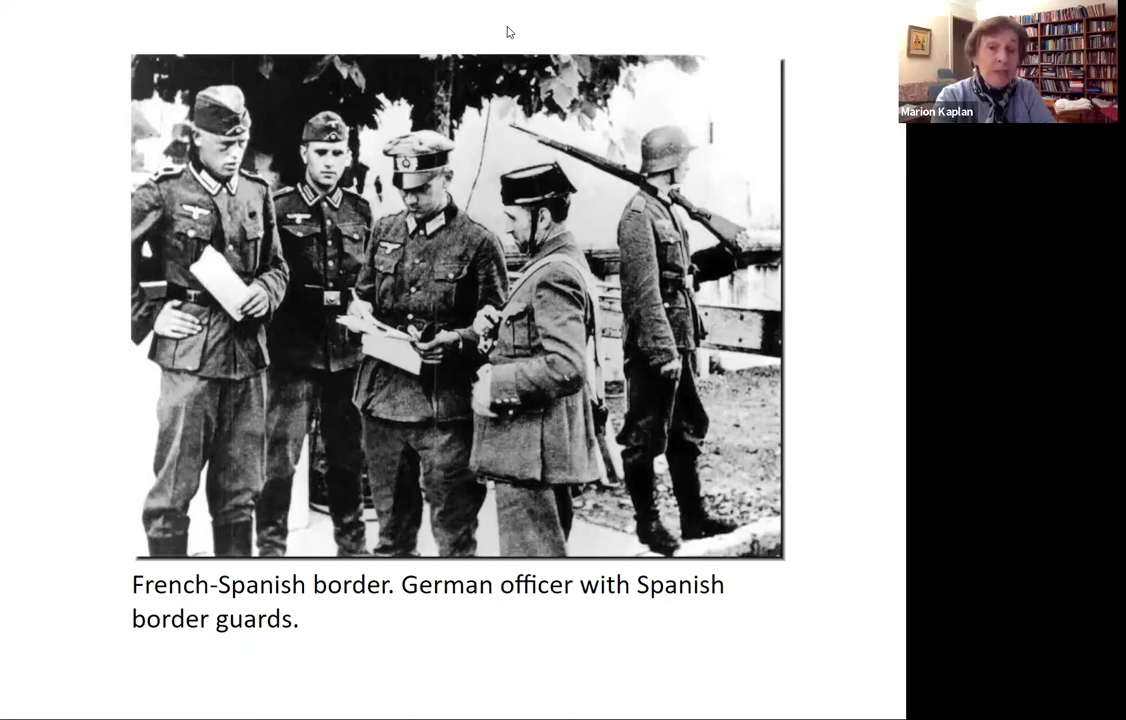 Marion Kaplan
French-Spanish border. German officer with Spanish
border guards.